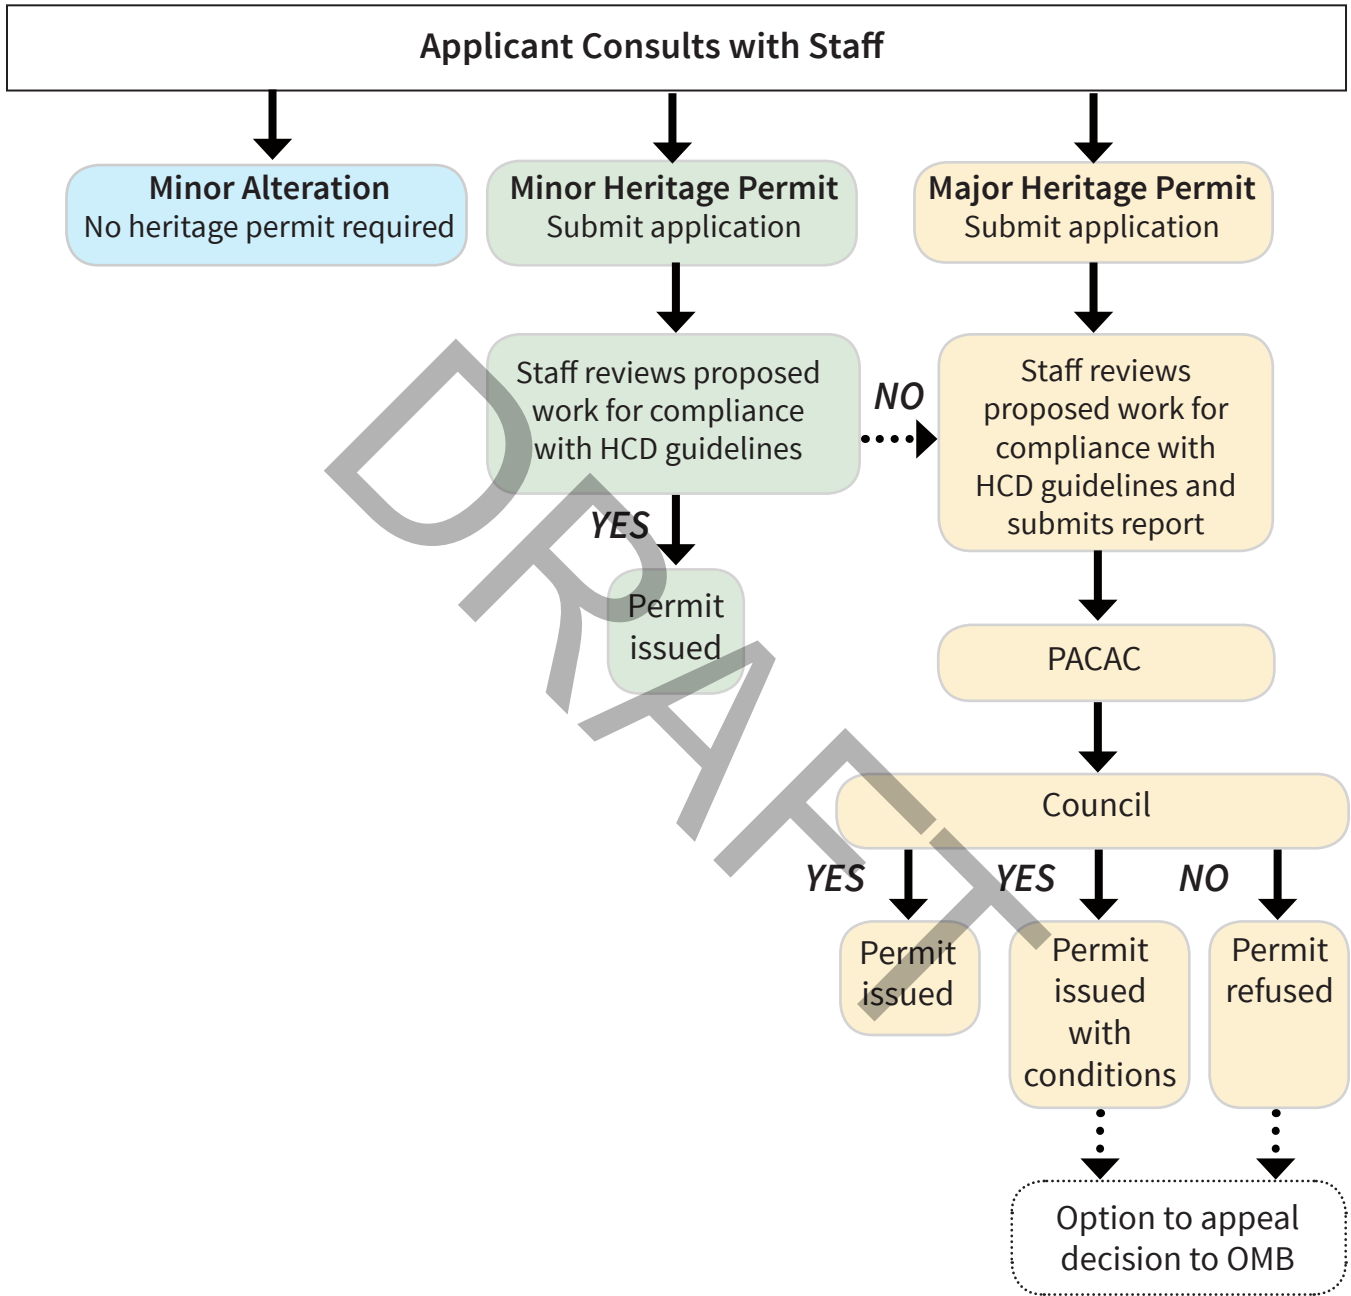 Applicant Consults with Staff
Minor Alteration
No heritage permit required
Minor Heritage Permit
Submit application
Major Heritage Permit
Submit application
Staff reviews proposed
work for compliance
with HCD guidelines
NO
Staff reviews
proposed work for
compliance with
HCD guidelines and
submits report
YES
Permit
issued
PACAC
Council
YES
YES
NO
Permit
issued
Permit
issued
with
conditions
Permit
refused
Option to appeal
decision to OMB
DRAFT